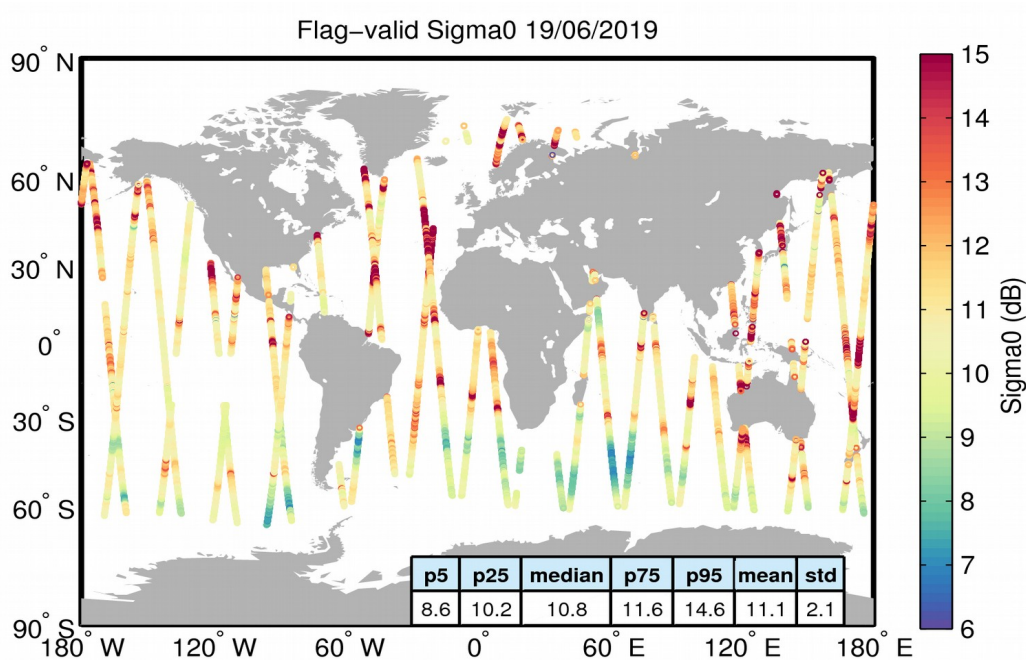 Flag-valid Sigma0 19/06/2019
90° N
60° N
30° N
0°
30° S
60° S
90° S
180° W
120° W
60° W
0°
60° E
120° E
180° E
p5 p25 median p75 p95 mean std
8.6 10.2 10.8 11.6 14.6 11.1 2.1
15
14
13
12
11
10
9
8
7
6
Sigma0 (dB)